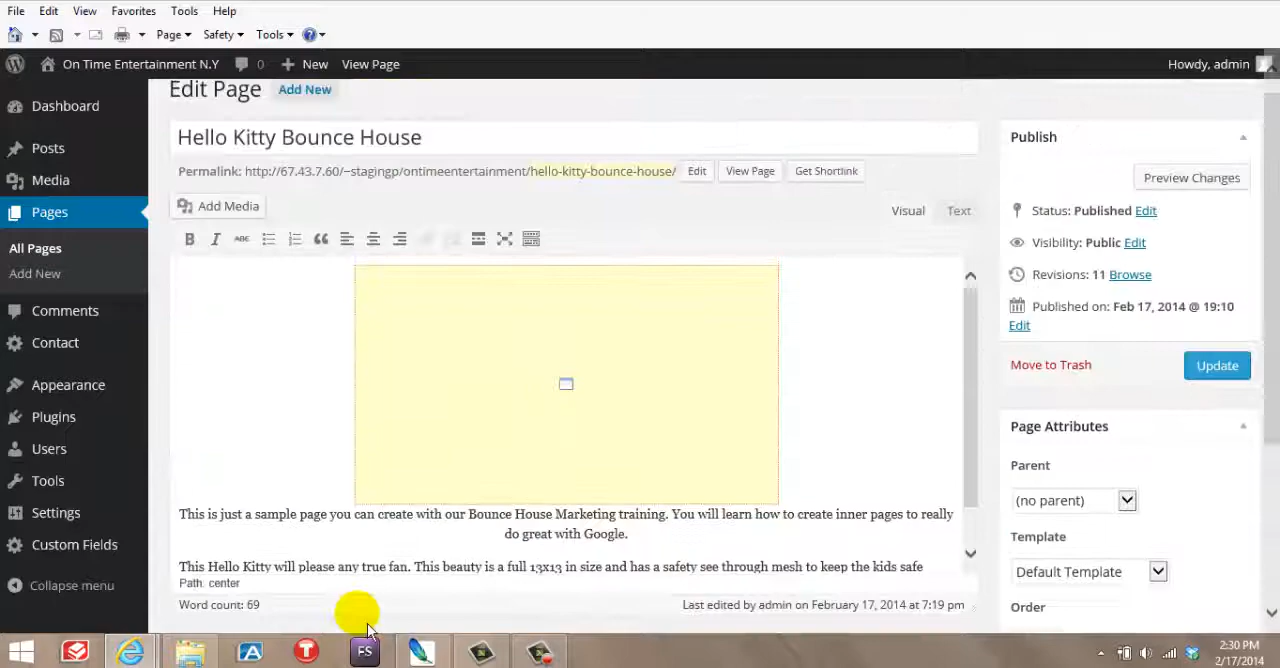 File Edit View Favorites Tools Help
Page Safety Tools
On Time Entertainment N.Y 0 New View Page Howdy, admin
Edit Page Add New
Dashboard
Posts
Media
Pages
All Pages
Add New
Comments
Contact
Appearance
Plugins
Users
Tools
Settings
Custom Fields
Collapse menu
Hello Kitty Bounce House
Permalink: http://67.43.7.60/~stagingp/ontimeentertainment/hello-kitty-bounce-house/ Edit View Page Get Shortlink
Add Media Visual Text
B I ABC
This is just a sample page you can create with our Bounce House Marketing training. You will learn how to create inner pages to really
do great with Google.
This Hello Kitty will please any true fan. This beauty is a full 13x13 in size and has a safety see through mesh to keep the kids safe
Path: center
Word count: 69 Last edited by admin on February 17, 2014 at 7:19 pm
Publish
Preview Changes
Status: Published Edit
Visibility: Public Edit
Revisions: 11 Browse
Published on: Feb 17, 2014 @ 19:10
Edit
Move to Trash Update
Page Attributes
Parent
(no parent)
Template
Default Template
Order
A T FS
2:30 PM
2/17/2014